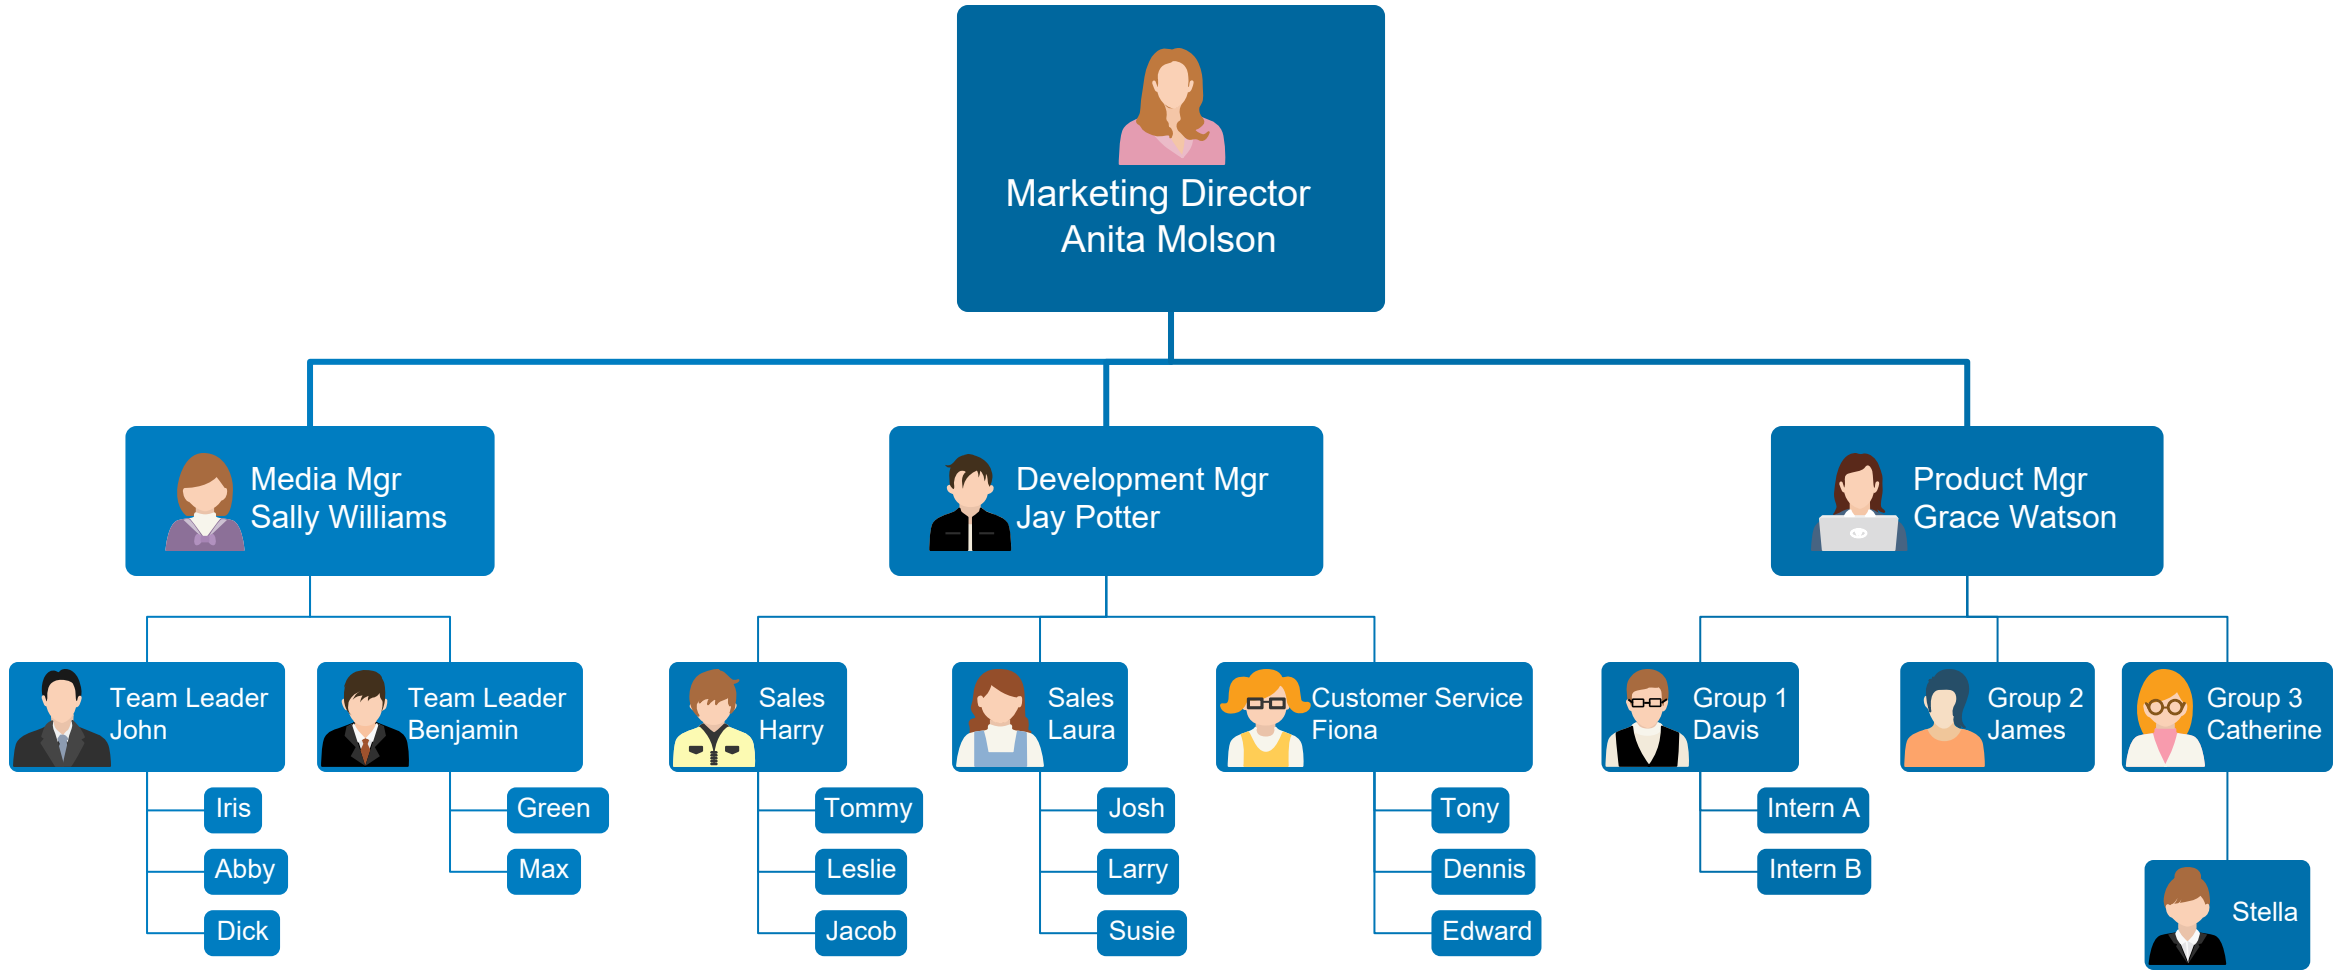 Marketing Director
Anita Molson
Media Mgr
Sally Williams
Development Mgr
Jay Potter
Product Mgr
Grace Watson
Team Leader
John
Team Leader
Benjamin
Sales
Harry
Sales
Laura
Customer Service
Fiona
Group 1
Davis
Group 2
James
Group 3
Catherine
Iris
Abby
Dick
Green
Max
Tommy
Leslie
Jacob
Josh
Larry
Susie
Tony
Dennis
Edward
Intern A
Intern B
Stella